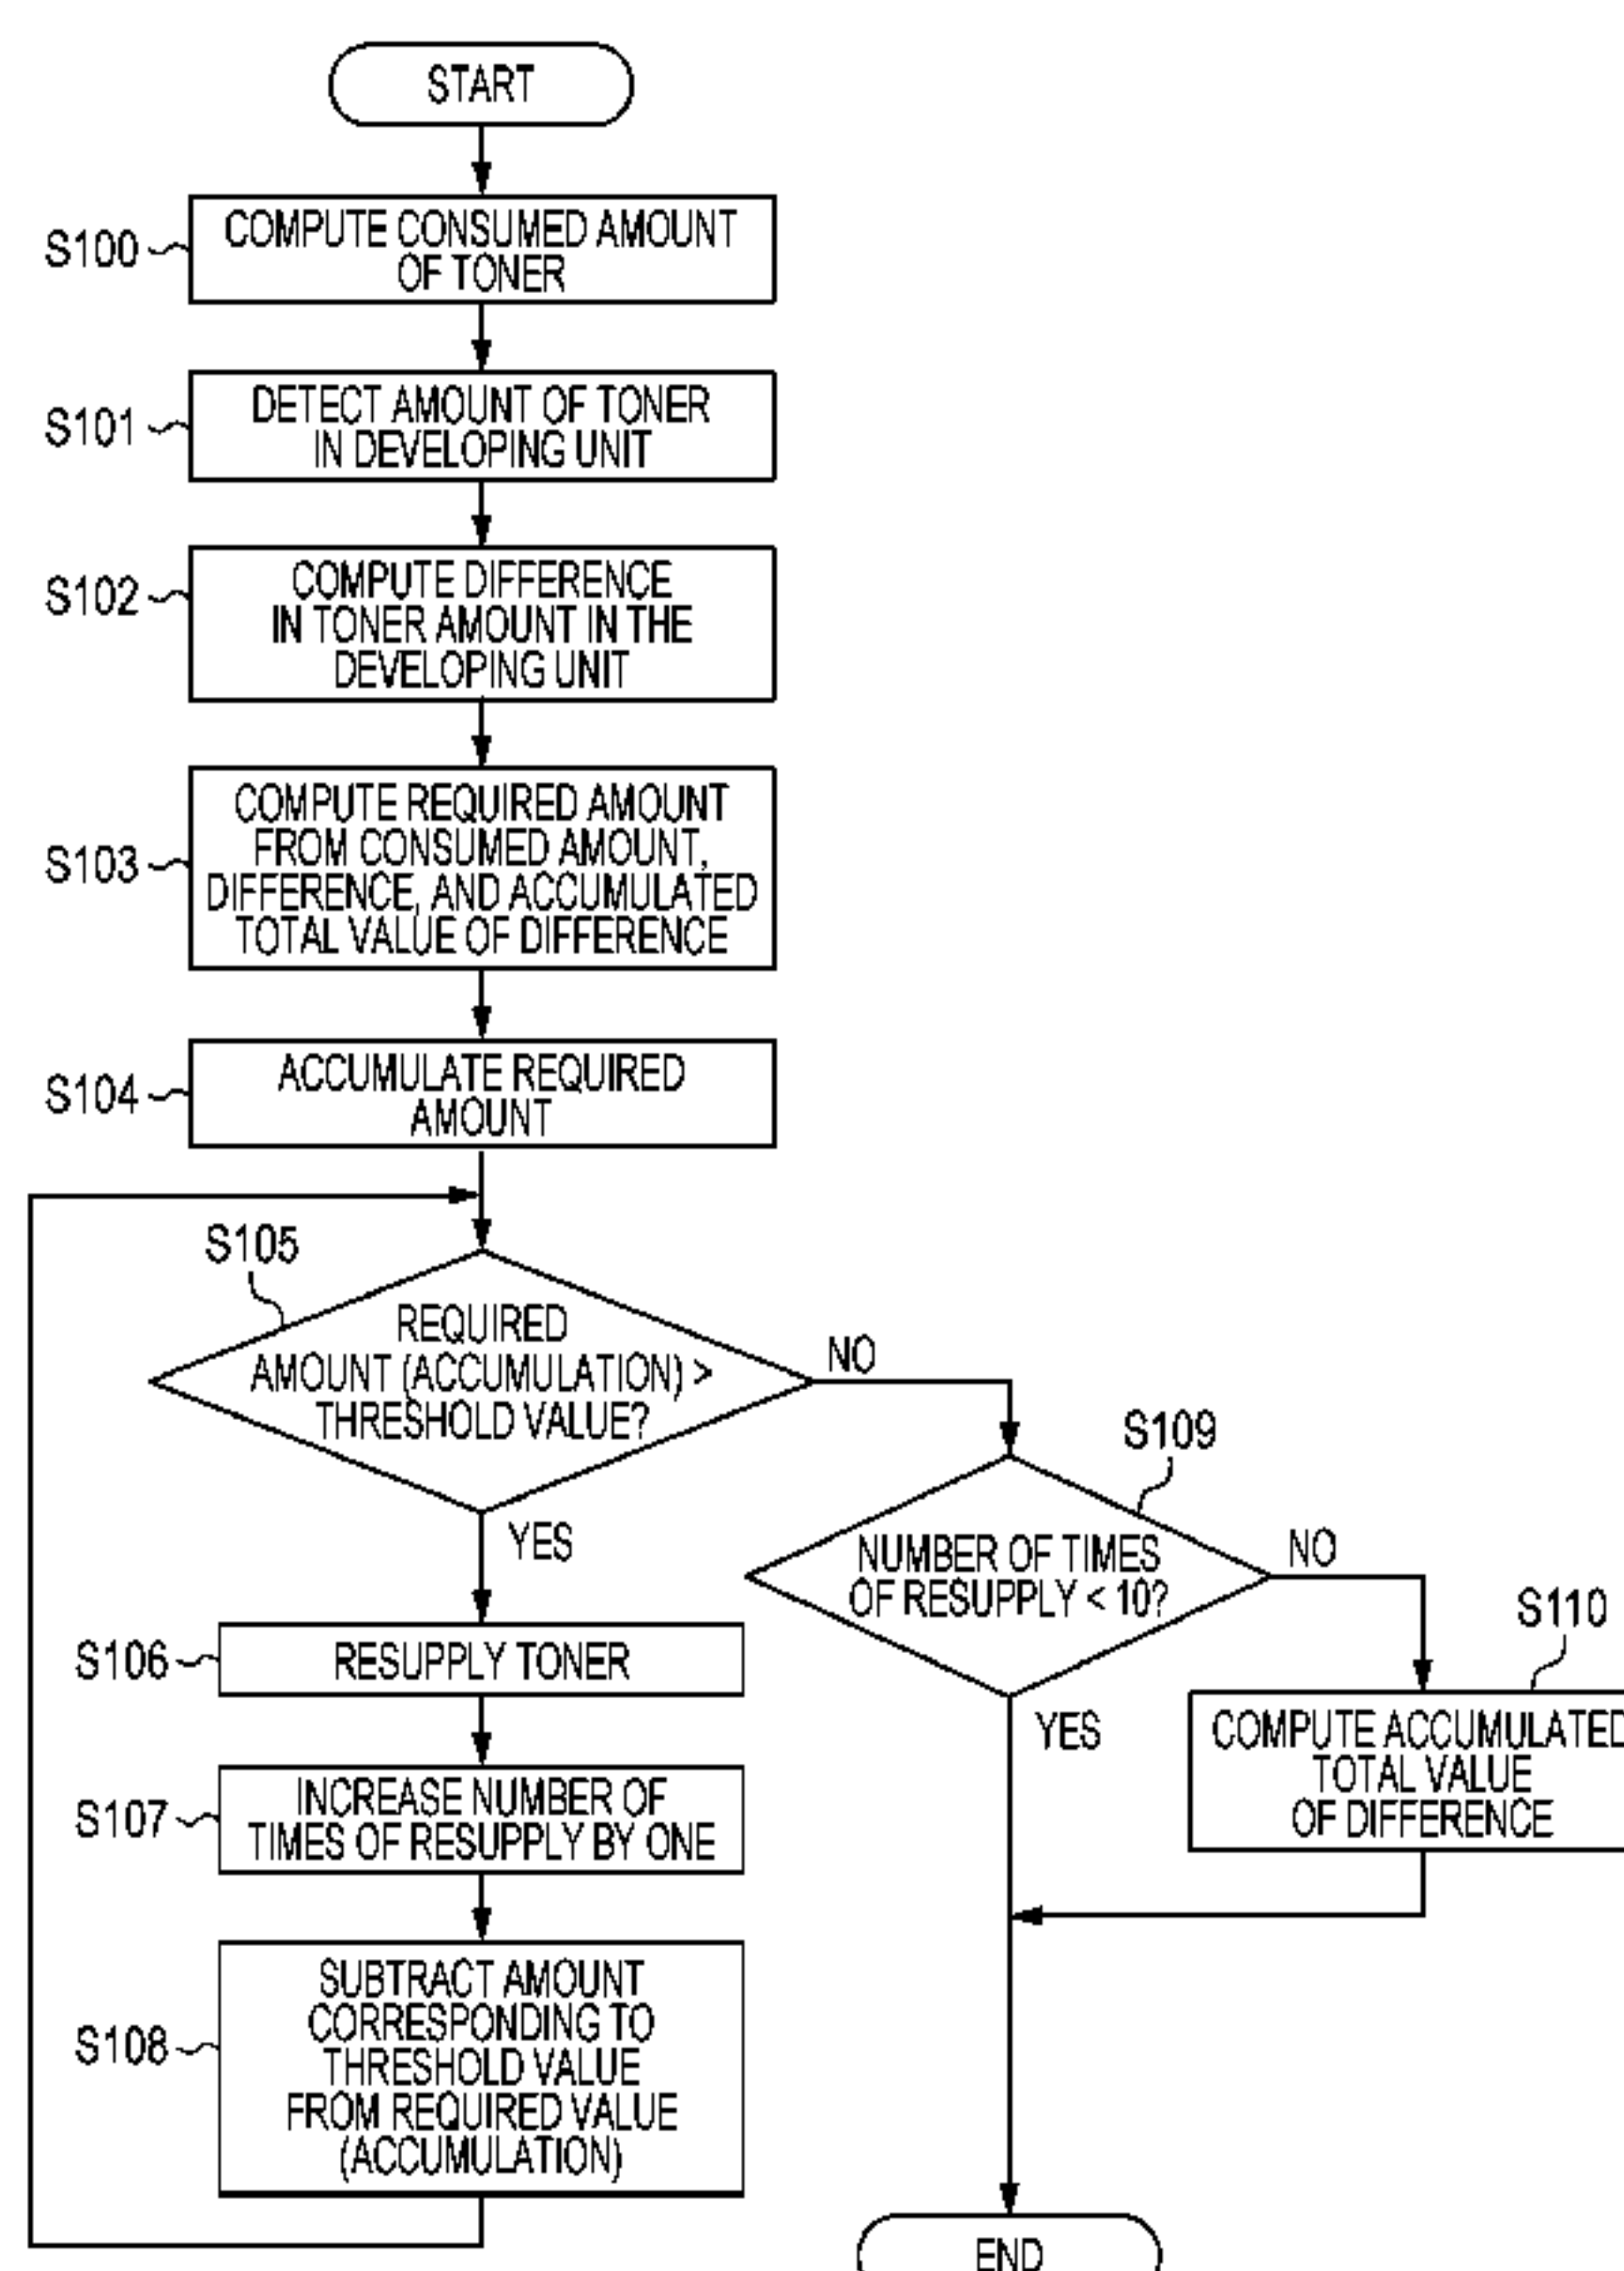 START
S100
COMPUTE CONSUMED AMOUNT
OF TONER
S101
DETECT AMOUNT OF TONER
IN DEVELOPING UNIT
S102
COMPUTE DIFFERENCE
IN TONER AMOUNT IN THE
DEVELOPING UNIT
S103
COMPUTE REQUIRED AMOUNT
FROM CONSUMED AMOUNT,
DIFFERENCE, AND ACCUMULATED
TOTAL VALUE OF DIFFERENCE
S104
ACCUMULATE REQUIRED
AMOUNT
S105
REQUIRED
AMOUNT (ACCUMULATION) >
THRESHOLD VALUE?
NO
YES
S109
NUMBER OF TIMES
OF RESUPPLY < 10?
NO
YES
S110
COMPUTE ACCUMULATED
TOTAL VALUE
OF DIFFERENCE
S106
RESUPPLY TONER
S107
INCREASE NUMBER OF
TIMES OF RESUPPLY BY ONE
S108
SUBTRACT AMOUNT
CORRESPONDING TO
THRESHOLD VALUE
FROM REQUIRED VALUE
(ACCUMULATION)
END